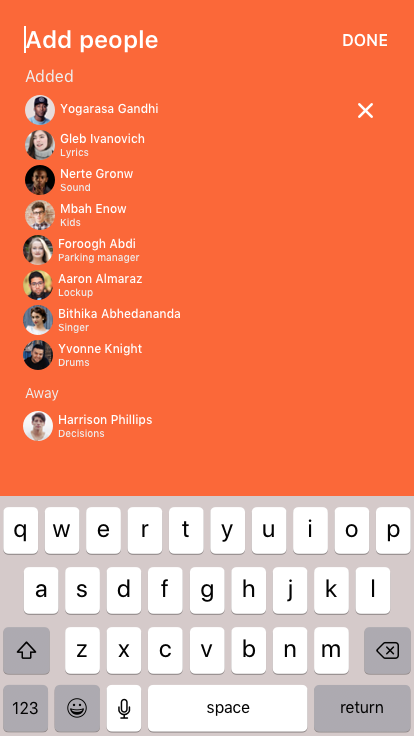 Add people
DONE
Added
Yogarasa Gandhi
Gleb Ivanovich
Lyrics
Nerte Gronw
Sound
Mbah Enow
Kids
Foroogh Abdi
Parking manager
Aaron Almaraz
Lockup
Bithika Abhedananda
Singer
Yvonne Knight
Drums
Away
Harrison Phillips
Decisions
q w e r t y u i o p
a s d f g h j k l
z x c v b n m
123 space return